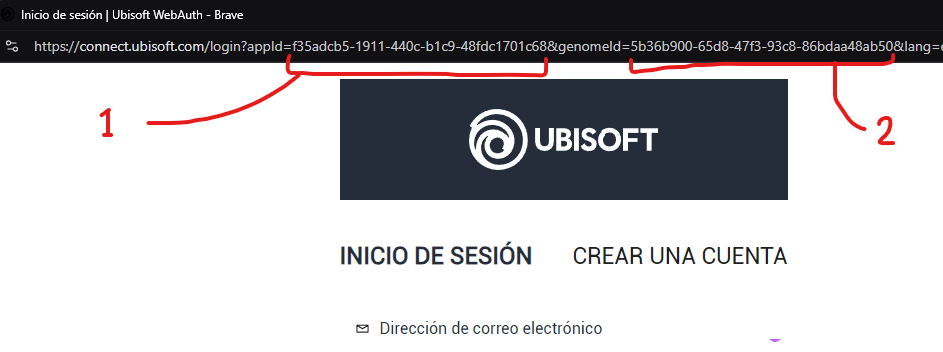 Inicio de sesión | Ubisoft WebAuth - Brave
https://connect.ubisoft.com/login?appId=f35adcb5-1911-440c-b1c9-48fdc1701c68&genomeId=5b36b900-65d8-47f3-93c8-86bdaa48ab50&lang=e
1
2
UBISOFT
INICIO DE SESIÓN CREAR UNA CUENTA
Dirección de correo electrónico